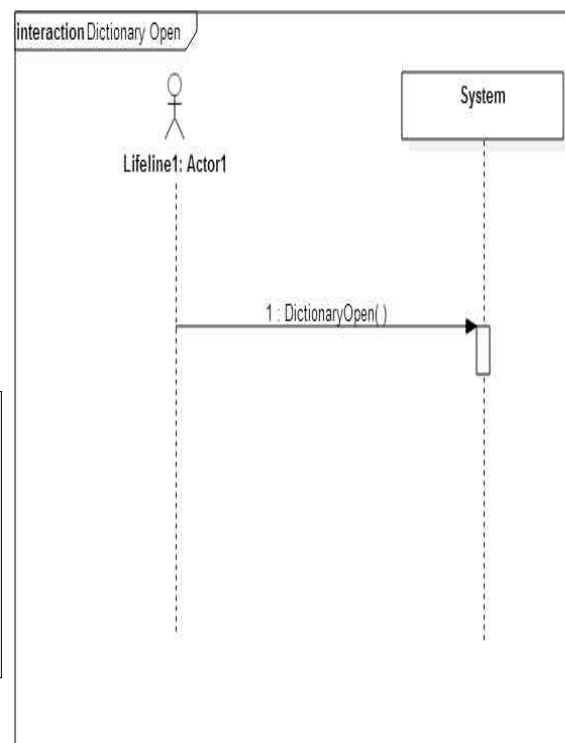 interaction Dictionary Open
System
Lifeline1: Actor1
1 : DictionaryOpen( )